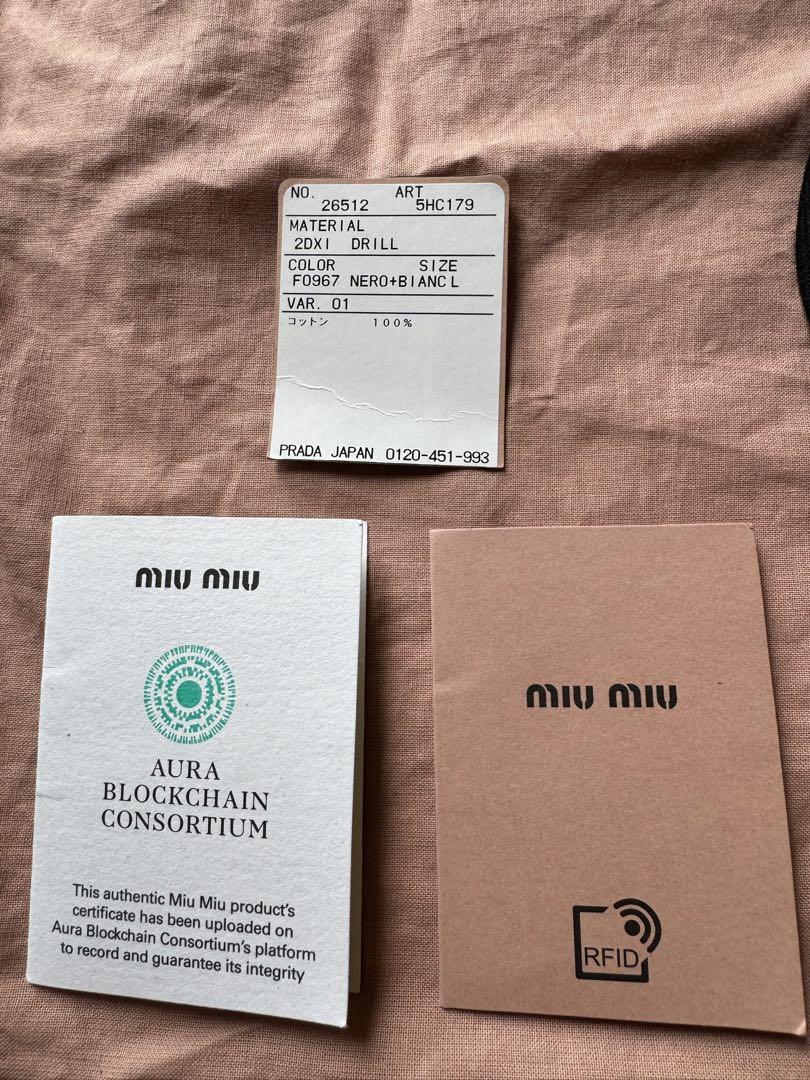 NO. ART
26512 5HC179
MATERIAL
2DXI DRILL
COLOR SIZE
F0967 NERO+BIANC L
VAR. 01
コットン 100%
PRADA JAPAN 0120-451-993
miu miu
AURA
BLOCKCHAIN
CONSORTIUM
This authentic Miu Miu product's
certificate has been uploaded on
Aura Blockchain Consortium's platform
to record and guarantee its integrity
miu miu
RFID